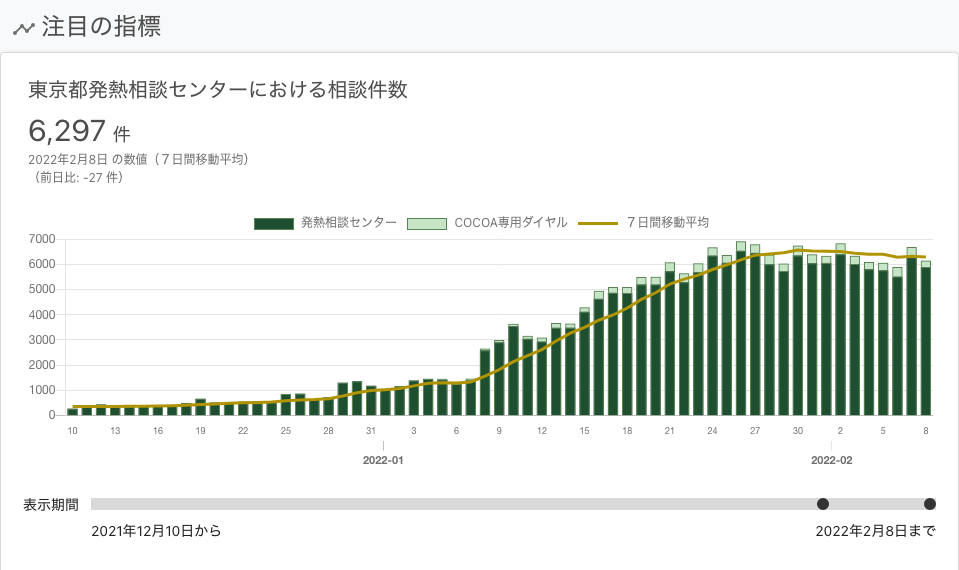 注目の指標
東京都発熱相談センターにおける相談件数
6,297 件
2022年2月8日 の数値（７日間移動平均）
（前日比: -27 件）
発熱相談センター COCOA専用ダイヤル ７日間移動平均
7000
6000
5000
4000
3000
2000
1000
0
10 13 16 19 22 25 28 31 3 6 9 12 15 18 21 24 27 30 2 5 8
2022-01 2022-02
表示期間
2021年12月10日から 2022年2月8日まで